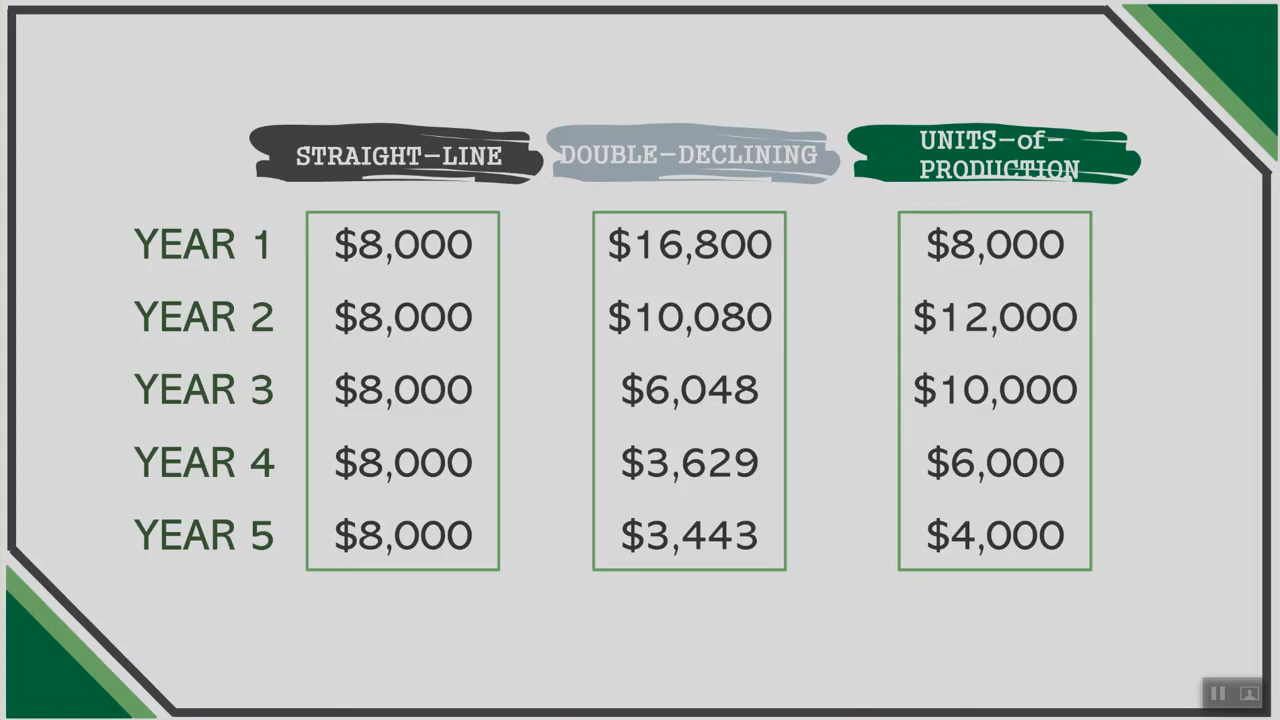 STRAIGHT-LINE DOUBLE-DECLINING UNITS-of-
PRODUCTION
YEAR 1 $8,000 $16,800 $8,000
YEAR 2 $8,000 $10,080 $12,000
YEAR 3 $8,000 $6,048 $10,000
YEAR 4 $8,000 $3,629 $6,000
YEAR 5 $8,000 $3,443 $4,000